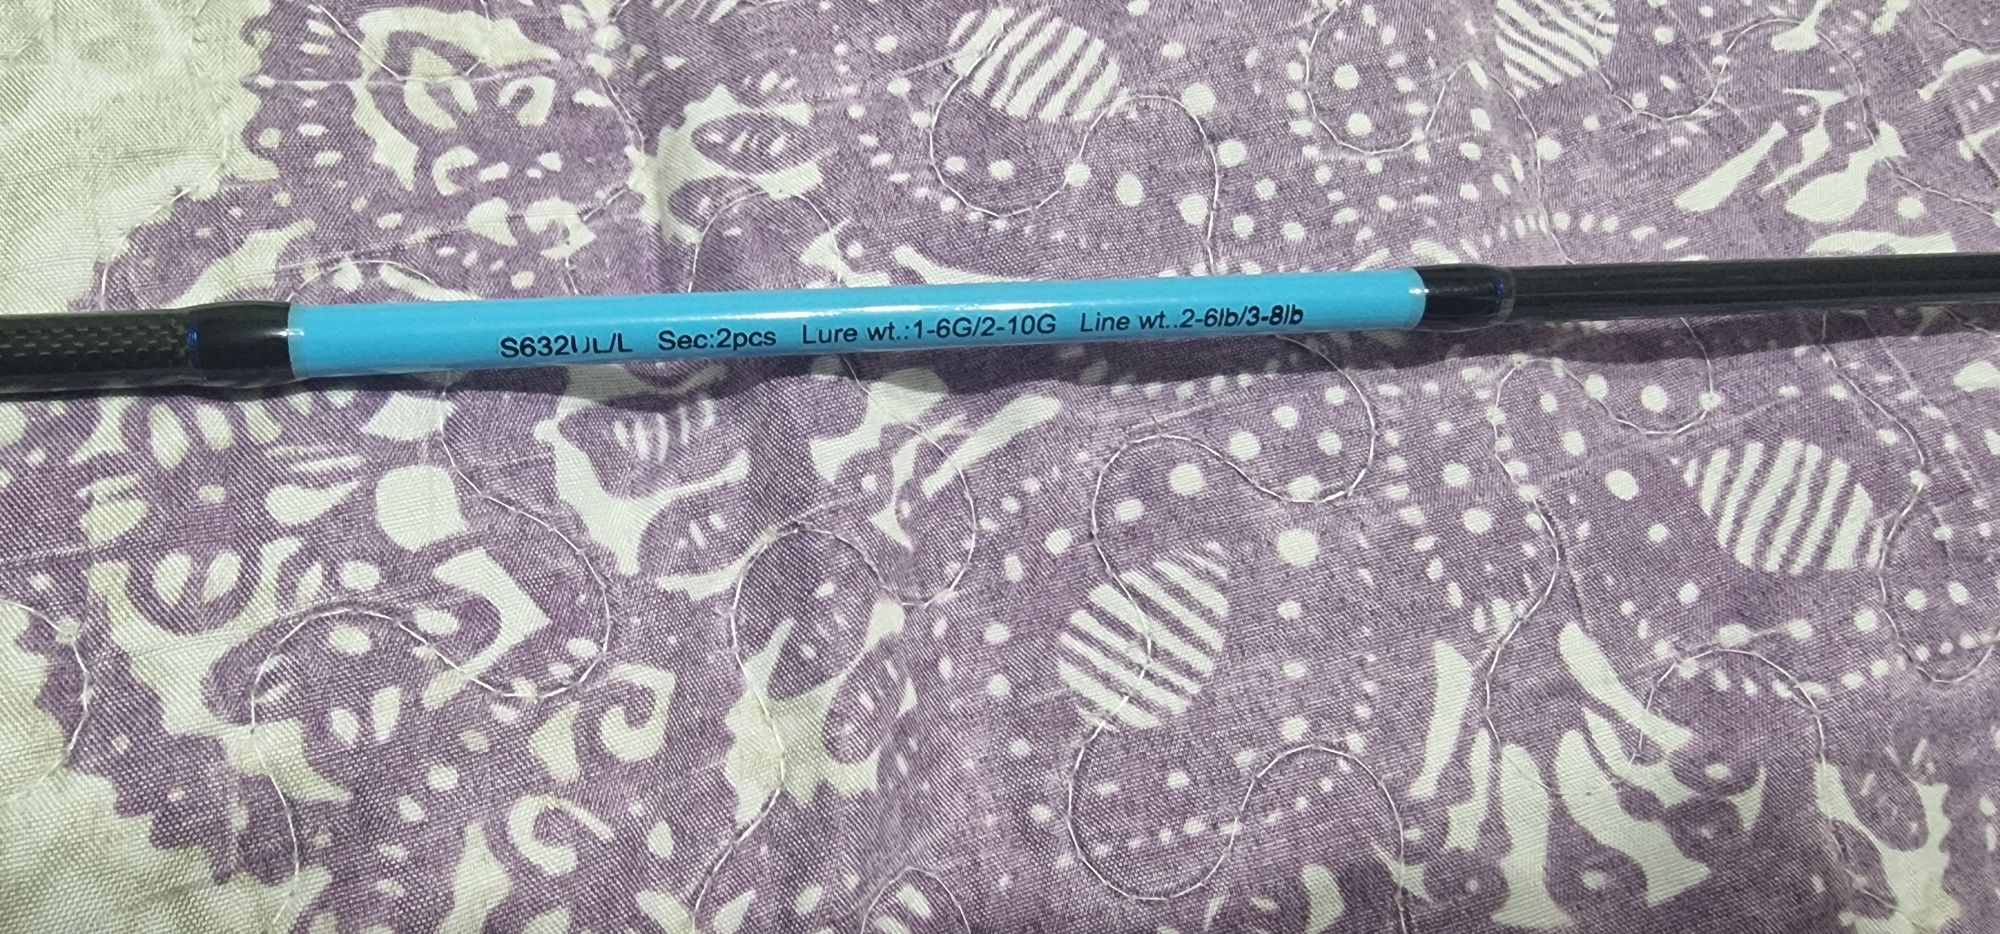 S632UL/L Sec:2pcs Lure wt.:1-6G/2-10G Line wt.:2-6lb/3-8lb